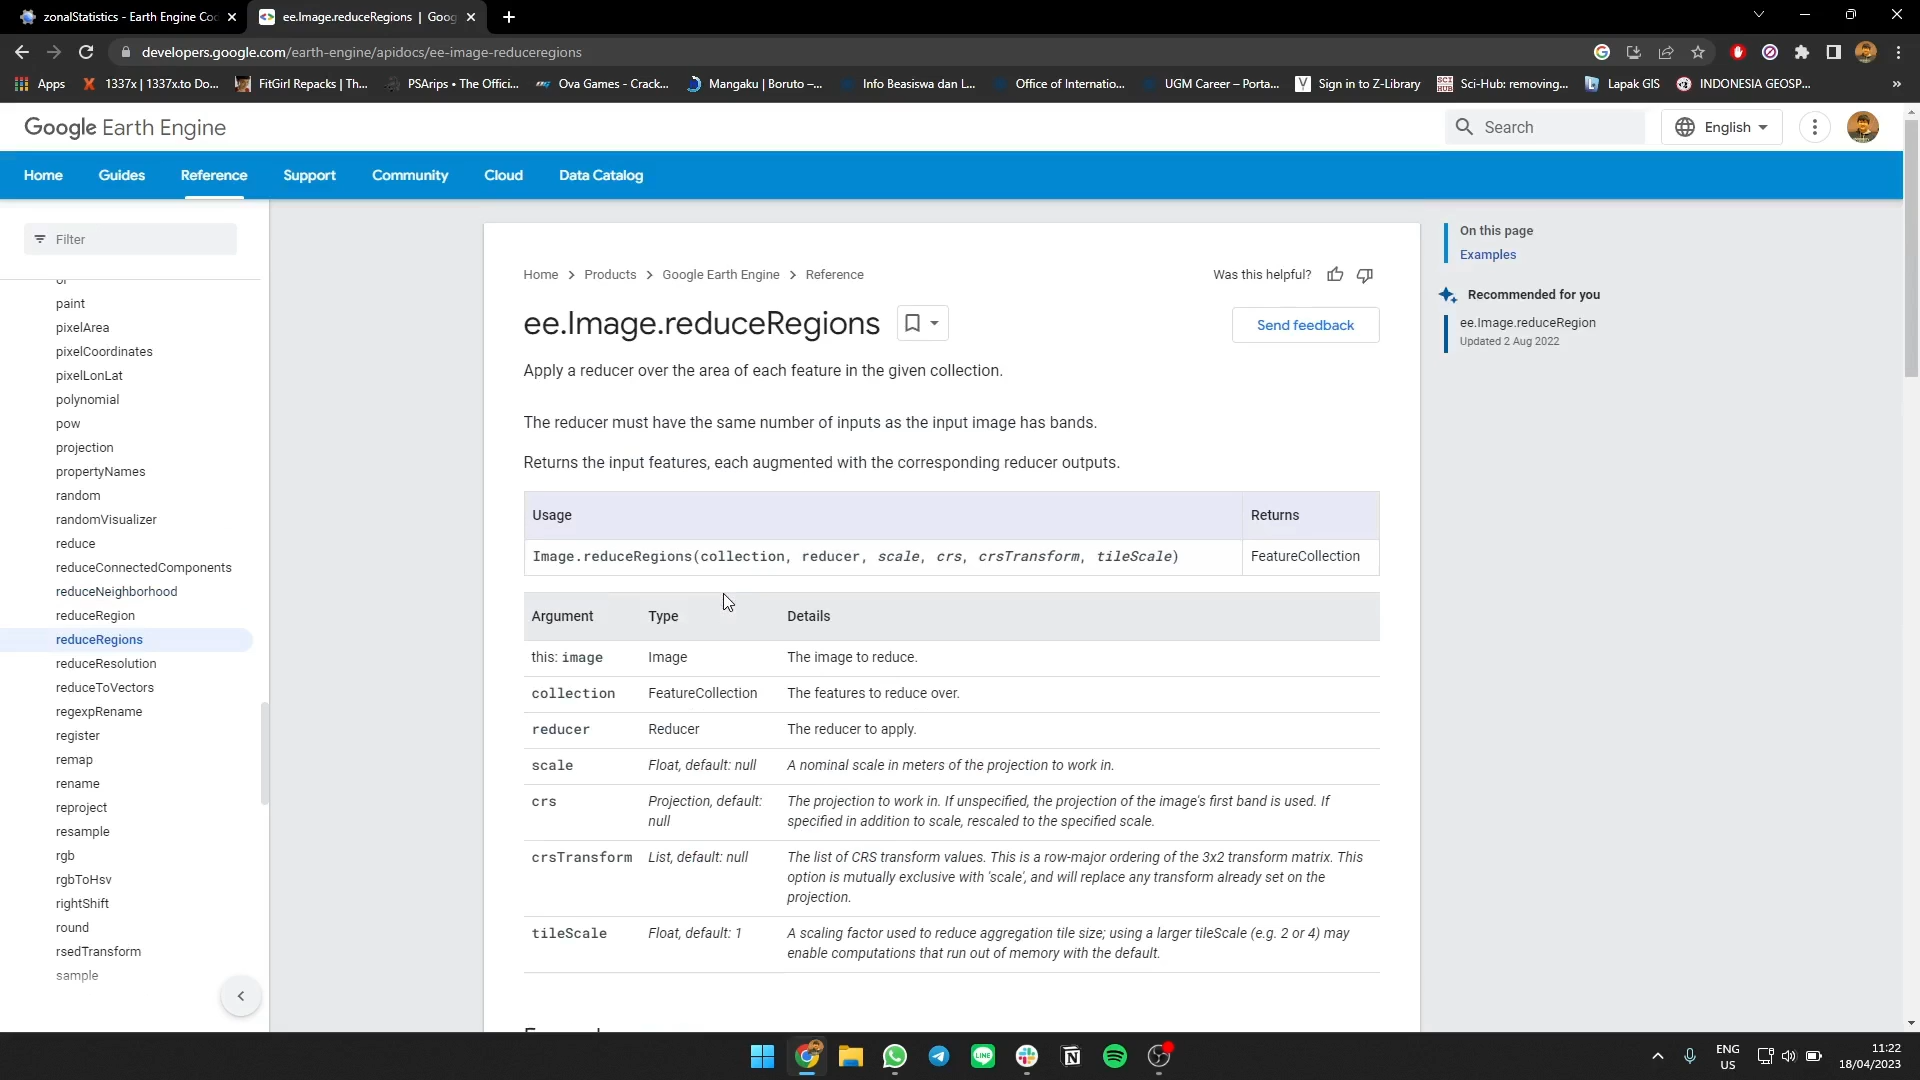 zonalStatistics - Earth Engine Co
ee.Image.reduceRegions | Goog
developers.google.com/earth-engine/apidocs/ee-image-reduceregions
Apps
1337x | 1337x.to Do...
FitGirl Repacks | Th...
PSArips • The Offici...
Ova Games - Crack...
Mangaku | Boruto –...
Info Beasiswa dan L...
Office of Internatio...
UGM Career – Porta...
Sign in to Z-Library
Sci-Hub: removing...
Lapak GIS
INDONESIA GEOSP...
Google Earth Engine
Search
English
Home
Guides
Reference
Support
Community
Cloud
Data Catalog
Filter
or
paint
pixelArea
pixelCoordinates
pixelLonLat
polynomial
pow
projection
propertyNames
random
randomVisualizer
reduce
reduceConnectedComponents
reduceNeighborhood
reduceRegion
reduceRegions
reduceResolution
reduceToVectors
regexpRename
register
remap
rename
reproject
resample
rgb
rgbToHsv
rightShift
round
rsedTransform
sample
Home > Products > Google Earth Engine > Reference
Was this helpful?
ee.Image.reduceRegions
Send feedback
Apply a reducer over the area of each feature in the given collection.
The reducer must have the same number of inputs as the input image has bands.
Returns the input features, each augmented with the corresponding reducer outputs.
Usage Returns
Image.reduceRegions(collection, reducer, scale, crs, crsTransform, tileScale) FeatureCollection
Argument Type Details
this: image Image The image to reduce.
collection FeatureCollection The features to reduce over.
reducer Reducer The reducer to apply.
scale Float, default: null A nominal scale in meters of the projection to work in.
crs Projection, default: The projection to work in. If unspecified, the projection of the image's first band is used. If
null specified in addition to scale, rescaled to the specified scale.
crsTransform List, default: null The list of CRS transform values. This is a row-major ordering of the 3x2 transform matrix. This
option is mutually exclusive with 'scale', and will replace any transform already set on the
projection.
tileScale Float, default: 1 A scaling factor used to reduce aggregation tile size; using a larger tileScale (e.g. 2 or 4) may
enable computations that run out of memory with the default.
On this page
Examples
Recommended for you
ee.Image.reduceRegion
Updated 2 Aug 2022
ENG
US
11:22
18/04/2023